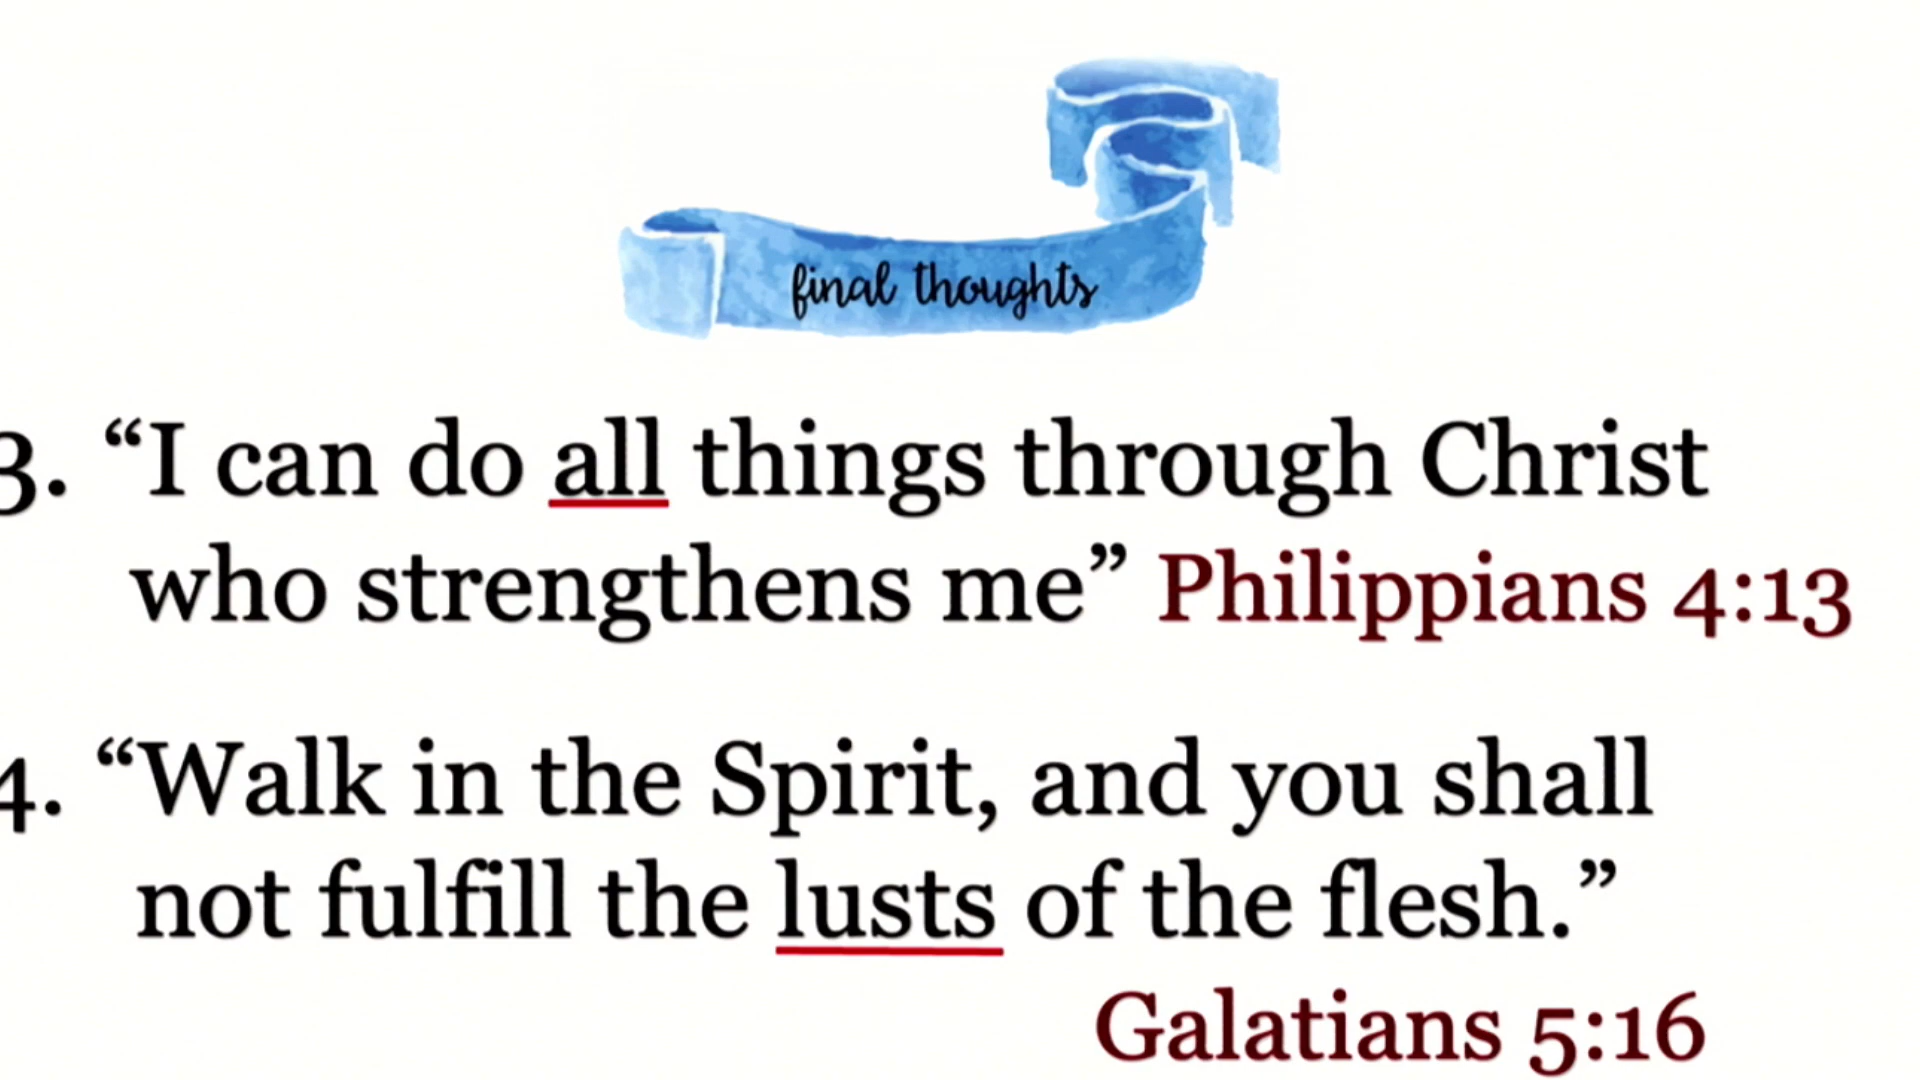 final thoughts
3. “I can do all things through Christ
who strengthens me” Philippians 4:13
4. “Walk in the Spirit, and you shall
not fulfill the lusts of the flesh.”
Galatians 5:16